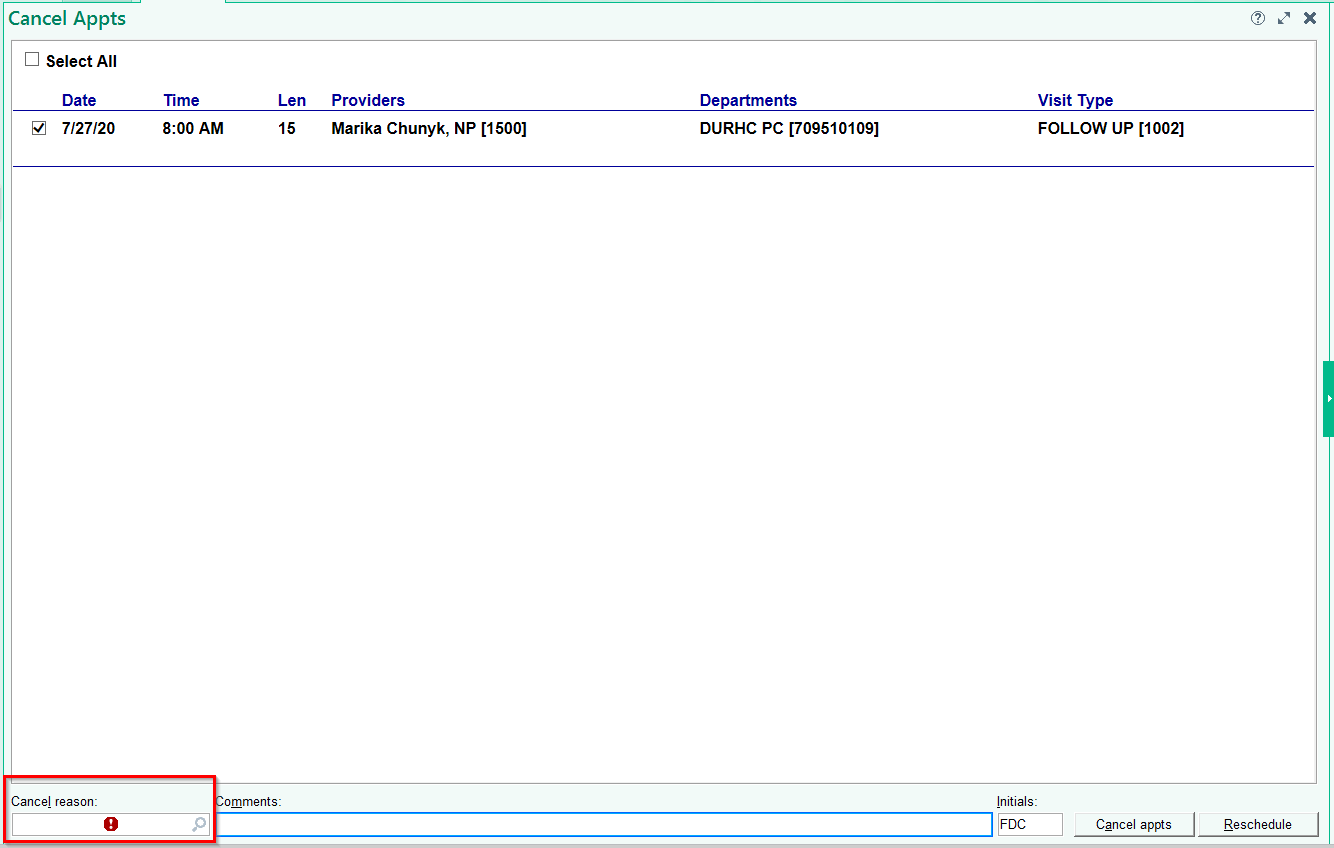 Cancel Appts
Select All
Date Time Len Providers Departments Visit Type
7/27/20 8:00 AM 15 Marika Chunyk, NP [1500] DURHC PC [709510109] FOLLOW UP [1002]
Cancel reason: Comments: Initials:
FDC Cancel appts Reschedule